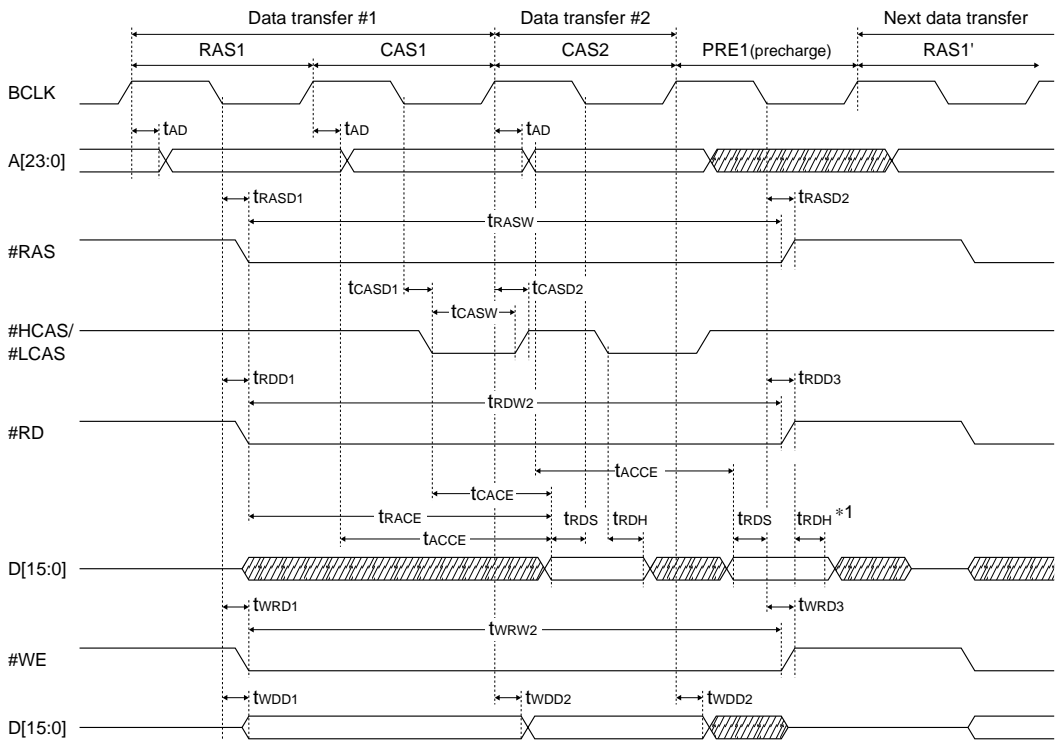 Data transfer #1 Data transfer #2 Next data transfer
RAS1 CAS1 CAS2 PRE1(precharge) RAS1'
BCLK
tAD tAD tAD
A[23:0]
tRASD1 tRASD2
tRASW
#RAS
tCASD1 tCASD2
tCASW
#HCAS/
#LCAS
tRDD1 tRDD3
tRDW2
#RD
tACCE
tCACE
tRACE tRDS tRDH tRDS tRDH *1
tACCE
D[15:0]
tWRD1 tWRD3
tWRW2
#WE
tWDD1 tWDD2 tWDD2
D[15:0]